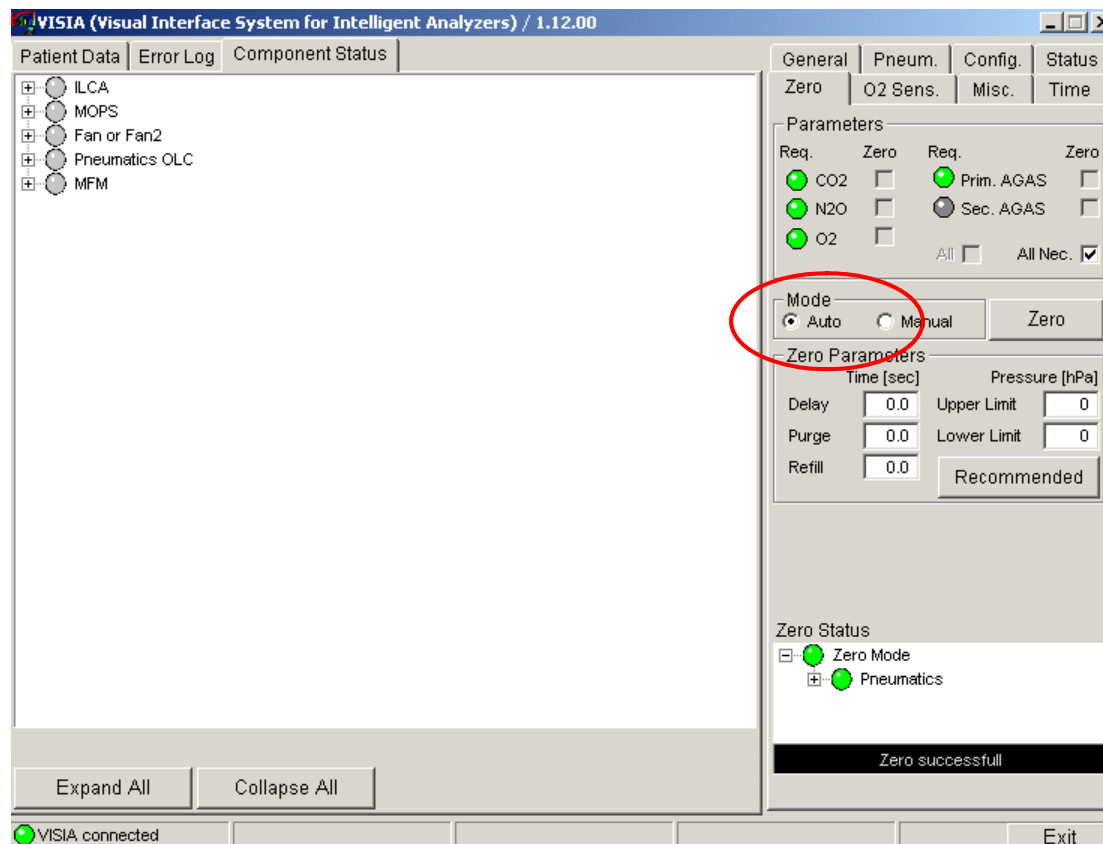 VISIA (Visual Interface System for Intelligent Analyzers) / 1.12.00
Patient Data Error Log Component Status
General Pneum. Config. Status
Zero O2 Sens. Misc. Time
ILCA
MOPS
Fan or Fan2
Pneumatics OLC
MFM
Parameters
Req. Zero Req. Zero
CO2 Prim. AGAS
N2O Sec. AGAS
O2
All All Nec.
Mode
Auto Manual Zero
Zero Parameters
Time [sec] Pressure [hPa]
Delay 0.0 Upper Limit 0
Purge 0.0 Lower Limit 0
Refill 0.0 Recommended
Zero Status
Zero Mode
Pneumatics
Zero successfull
Expand All Collapse All
VISIA connected Exit